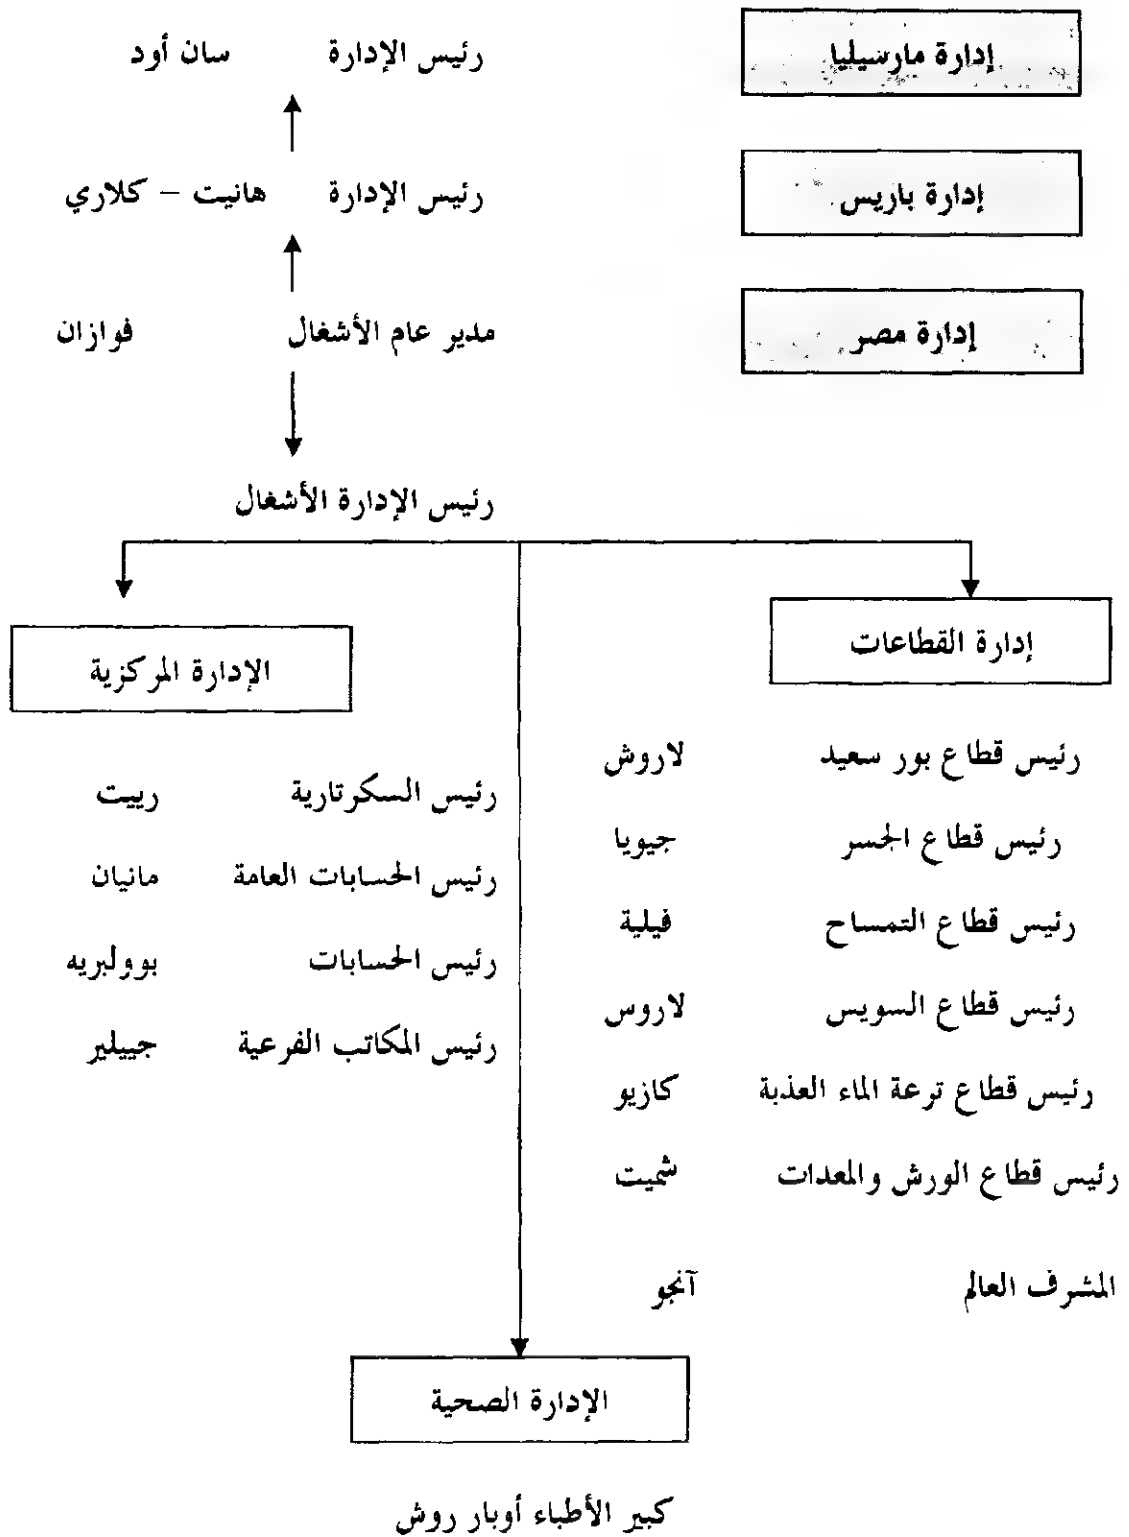 إدارة مارسيليا رئيس الإدارة سان أود
إدارة باريس رئيس الإدارة هانيت – كلاري
إدارة مصر مدير عام الأشغال فوازان
رئيس الإدارة الأشغال
إدارة القطاعات
رئيس قطاع بور سعيد لاروش
رئيس قطاع الجسر جيويا
رئيس قطاع التمساح فيلية
رئيس قطاع السويس لاروس
رئيس قطاع ترعة الماء العذبة كازيو
رئيس قطاع الورش والمعدات شميت
المشرف العالم آنجو
الإدارة المركزية
رئيس السكرتارية رييت
رئيس الحسابات العامة مانيان
رئيس الحسابات بوولبريه
رئيس المكاتب الفرعية جييلير
الإدارة الصحية
كبير الأطباء أوبار روش